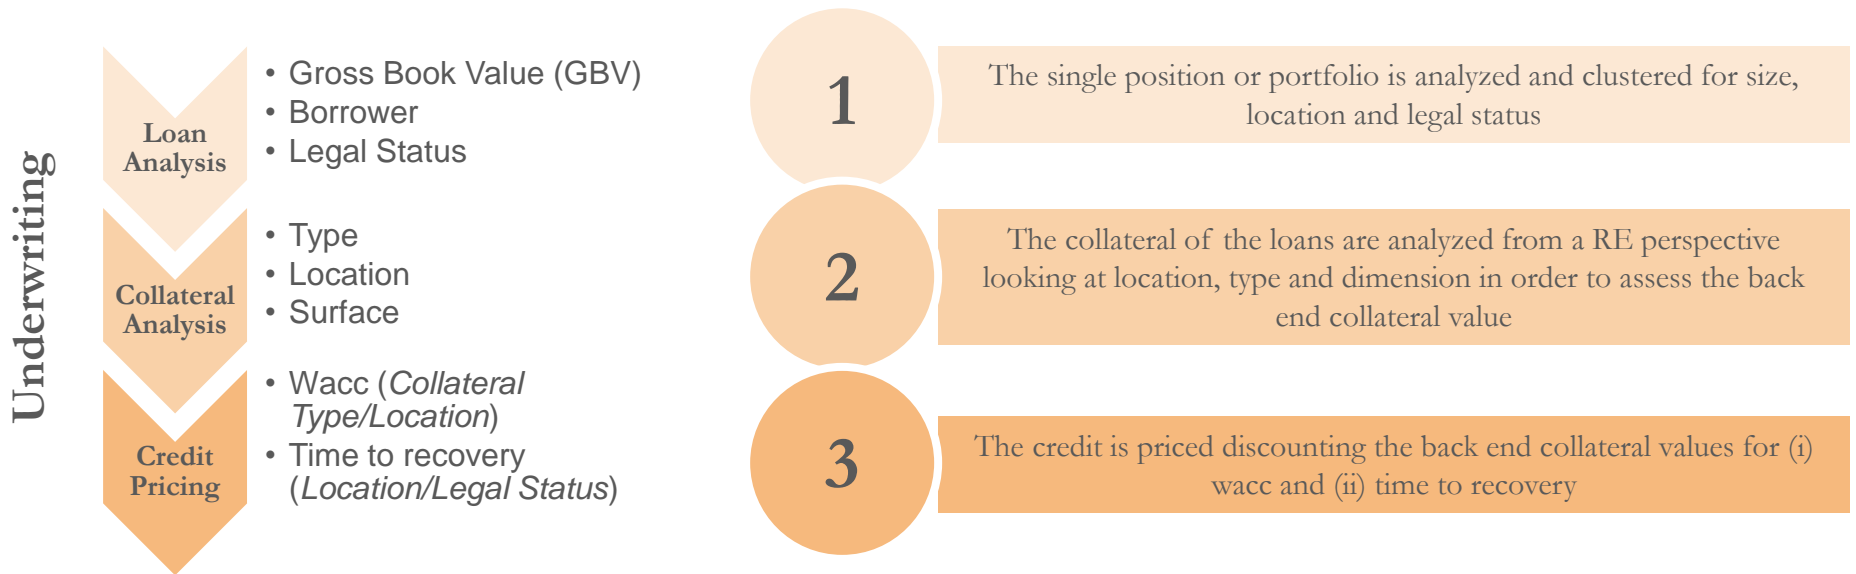 Underwriting
Loan
Analysis
• Gross Book Value (GBV)
• Borrower
• Legal Status
Collateral
Analysis
• Type
• Location
• Surface
Credit
Pricing
• Wacc (Collateral
Type/Location)
• Time to recovery
(Location/Legal Status)
1
The single position or portfolio is analyzed and clustered for size,
location and legal status
2
The collateral of the loans are analyzed from a RE perspective
looking at location, type and dimension in order to assess the back
end collateral value
3
The credit is priced discounting the back end collateral values for (i)
wacc and (ii) time to recovery